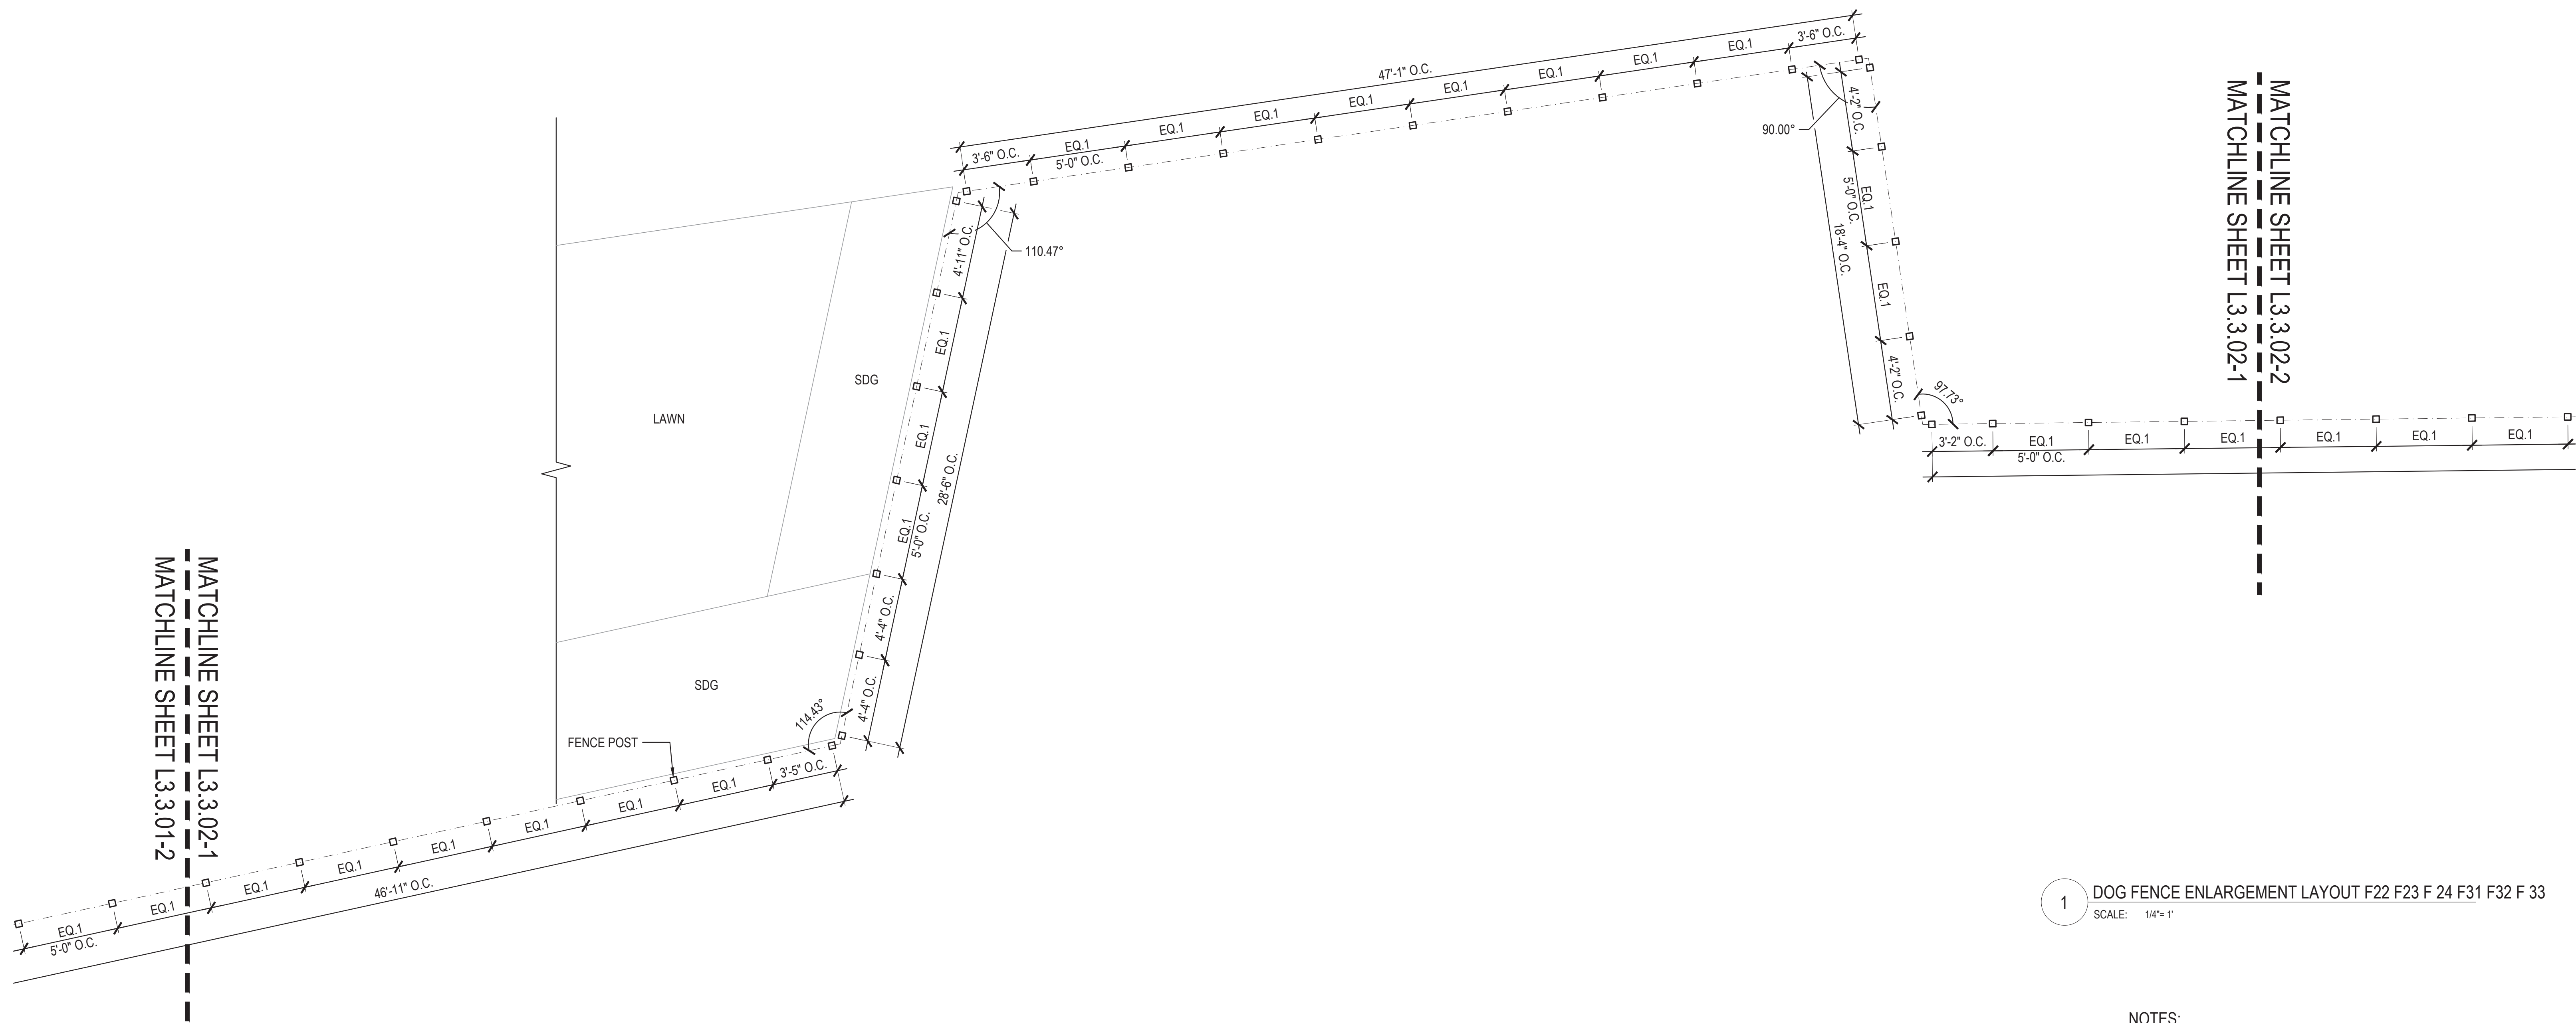 47'-1" O.C.
3'-6" O.C.
EQ.1
5'-0" O.C.
EQ.1
EQ.1
EQ.1
EQ.1
EQ.1
EQ.1
EQ.1
3'-6" O.C.
90.00°
4'-2" O.C.
EQ.1
5'-0" O.C.
EQ.1
4'-2" O.C.
18'-4" O.C.
97.73°
3'-2" O.C.
EQ.1
5'-0" O.C.
EQ.1
EQ.1
EQ.1
EQ.1
EQ.1
MATCHLINE SHEET L3.3.02-2
MATCHLINE SHEET L3.3.02-1
110.47°
4'-11" O.C.
EQ.1
EQ.1
EQ.1
5'-0" O.C.
4'-4" O.C.
4'-4" O.C.
28'-6" O.C.
LAWN
SDG
SDG
114.43°
FENCE POST
3'-5" O.C.
EQ.1
EQ.1
EQ.1
EQ.1
EQ.1
EQ.1
EQ.1
EQ.1
5'-0" O.C.
46'-11" O.C.
MATCHLINE SHEET L3.3.02-1
MATCHLINE SHEET L3.3.01-2
1
DOG FENCE ENLARGEMENT LAYOUT F22 F23 F 24 F31 F32 F 33
SCALE: 1/4"= 1'
NOTES: